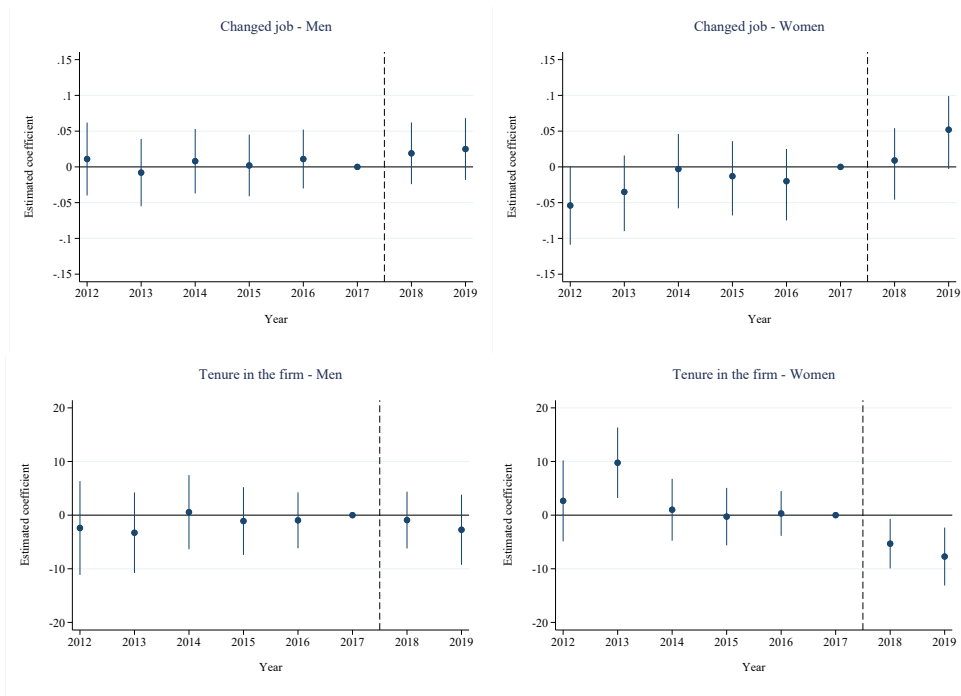 Changed job - Men
Estimated coefficient
.15
.1
.05
0
-.05
-.1
-.15
2012 2013 2014 2015 2016 2017 2018 2019
Year
Changed job - Women
Estimated coefficient
.15
.1
.05
0
-.05
-.1
-.15
2012 2013 2014 2015 2016 2017 2018 2019
Year
Tenure in the firm - Men
Estimated coefficient
20
10
0
-10
-20
2012 2013 2014 2015 2016 2017 2018 2019
Year
Tenure in the firm - Women
Estimated coefficient
20
10
0
-10
-20
2012 2013 2014 2015 2016 2017 2018 2019
Year